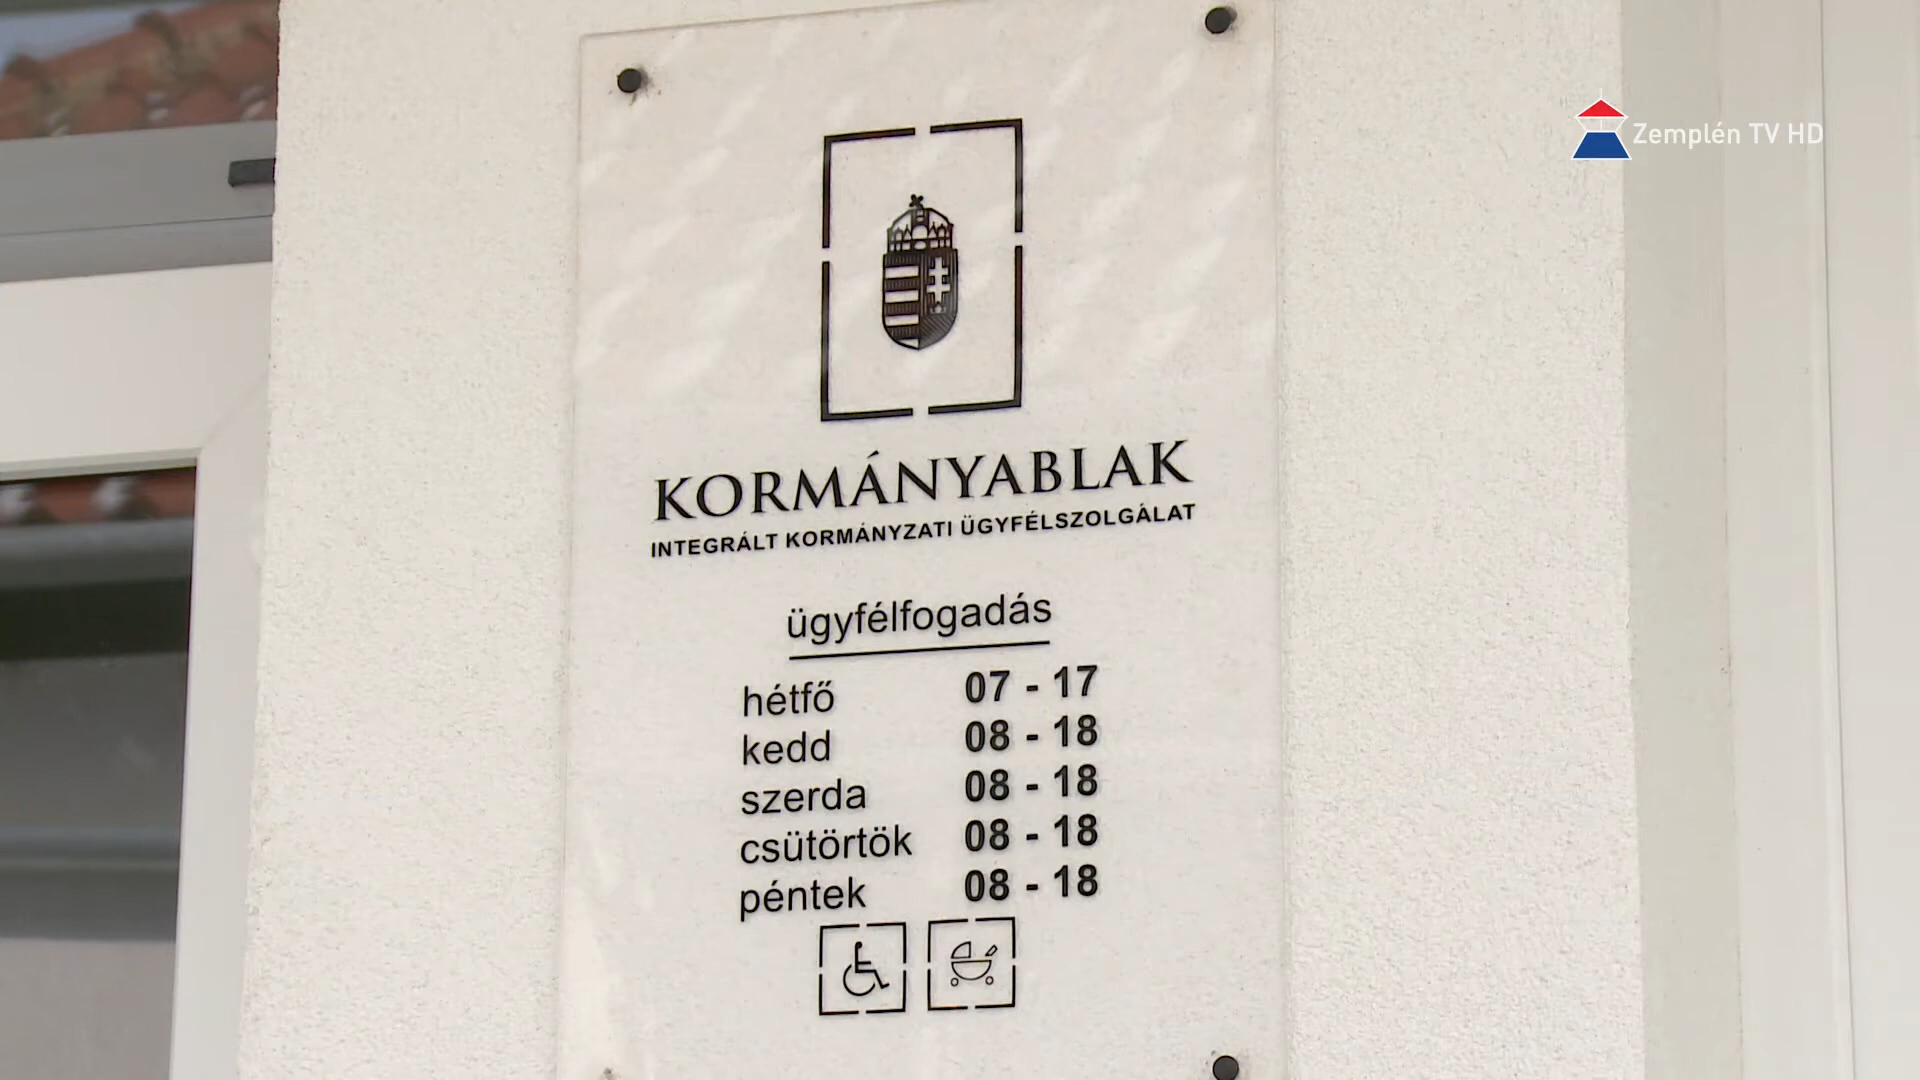 Zemplén TV HD
KORMÁNYABLAK
INTEGRÁLT KORMÁNYZATI ÜGYFÉLSZOLGÁLAT
ügyfélfogadás
hétfő 07 - 17
kedd 08 - 18
szerda 08 - 18
csütörtök 08 - 18
péntek 08 - 18